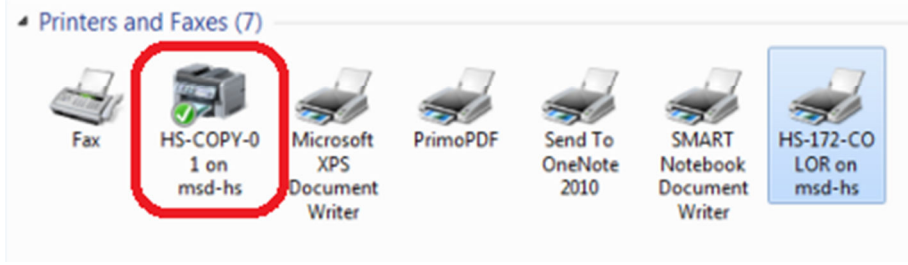 Printers and Faxes (7)
Fax
HS-COPY-0
1 on
msd-hs
Microsoft
XPS
Document
Writer
PrimoPDF
Send To
OneNote
2010
SMART
Notebook
Document
Writer
HS-172-CO
LOR on
msd-hs